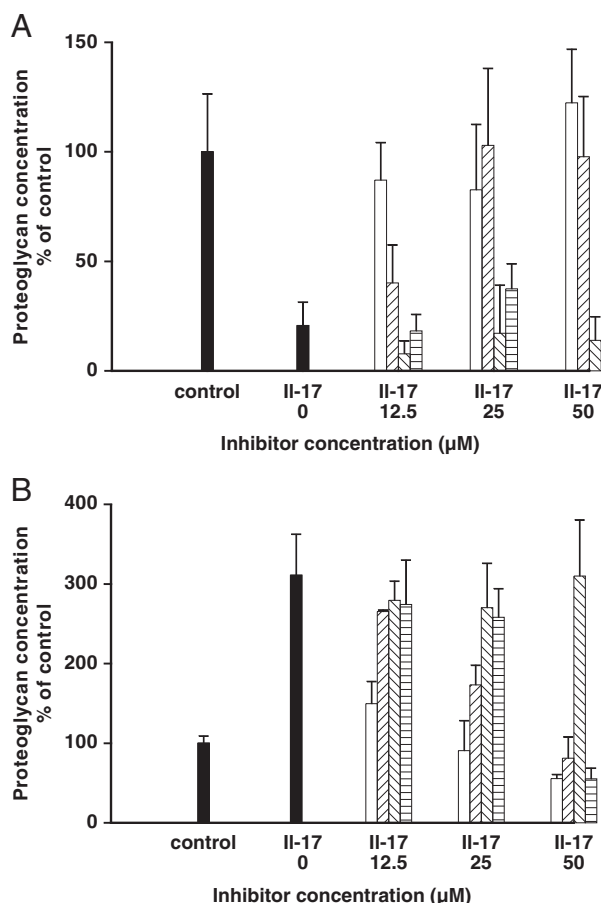 A
Proteoglycan concentration
% of control
150
100
50
0
control Il-17 Il-17 Il-17 Il-17
0 12.5 25 50
Inhibitor concentration (µM)
B
Proteoglycan concentration
% of control
400
300
200
100
0
control Il-17 Il-17 Il-17 Il-17
0 12.5 25 50
Inhibitor concentration (µM)